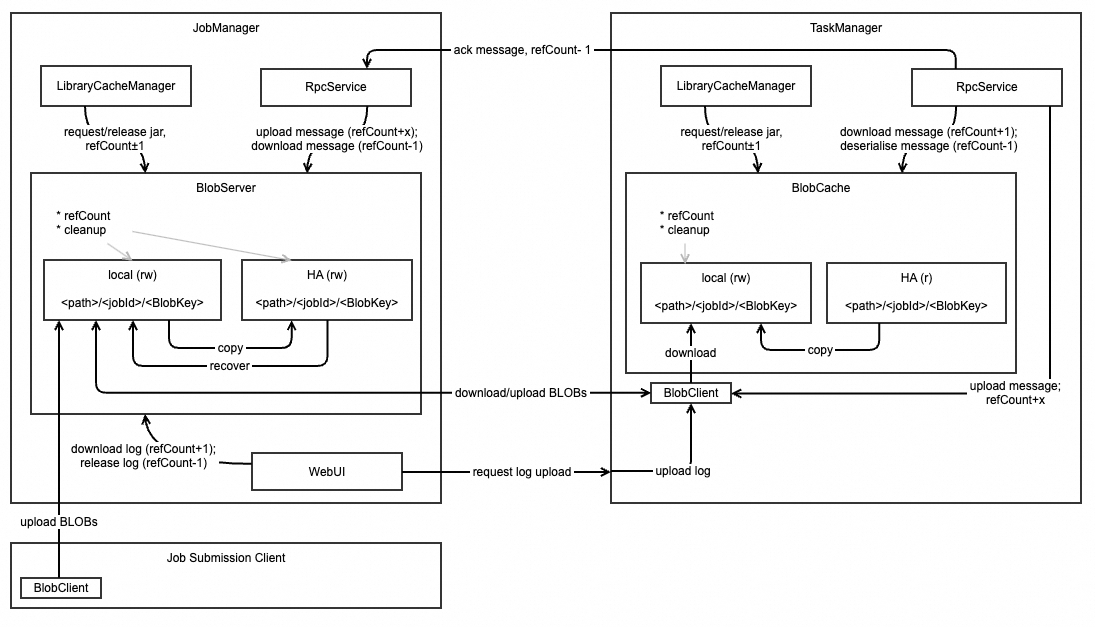 JobManager
TaskManager
ack message, refCount- 1
LibraryCacheManager
RpcService
LibraryCacheManager
RpcService
request/release jar,
refCount±1
upload message (refCount+x);
download message (refCount-1)
request/release jar,
refCount±1
download message (refCount+1);
deserialise message (refCount-1)
BlobServer
* refCount
* cleanup
local (rw)
<path>/<jobId>/<BlobKey>
HA (rw)
<path>/<jobId>/<BlobKey>
copy
recover
BlobCache
* refCount
* cleanup
local (rw)
<path>/<jobId>/<BlobKey>
HA (r)
<path>/<jobId>/<BlobKey>
copy
download
download/upload BLOBs
BlobClient
upload message;
refCount+x
download log (refCount+1);
release log (refCount-1)
WebUI
request log upload
upload log
upload BLOBs
Job Submission Client
BlobClient